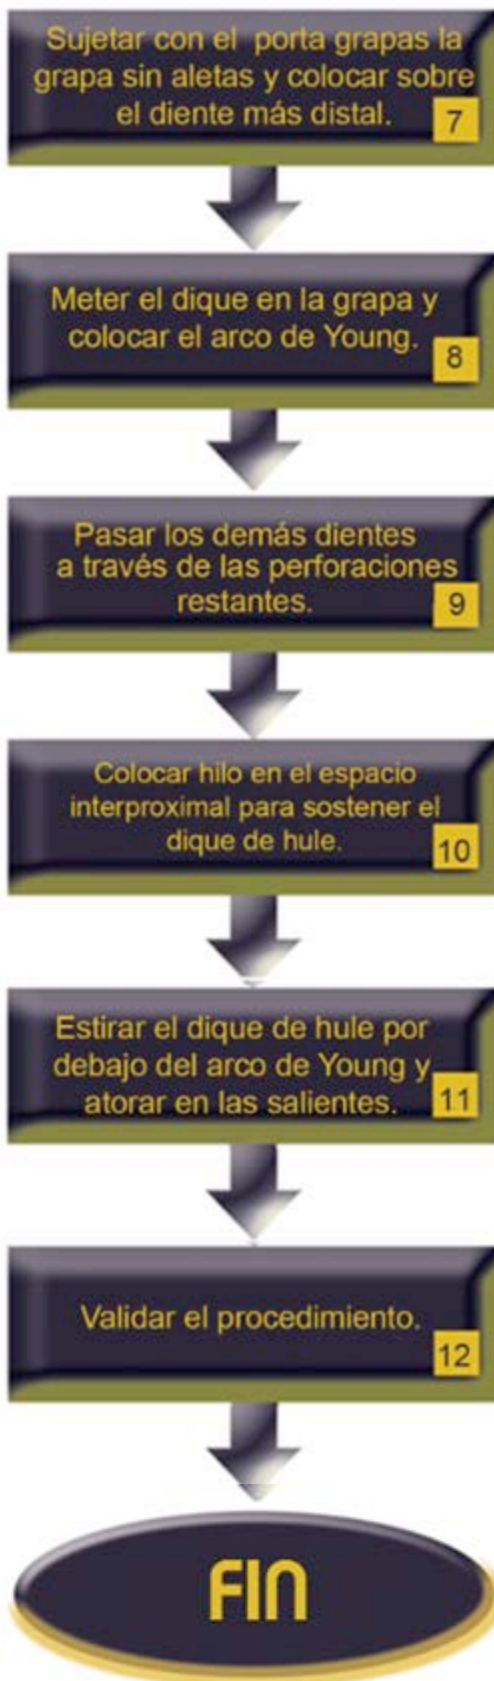 Sujetar con el porta grapas la
grapa sin aletas y colocar sobre
el diente más distal.
7
Meter el dique en la grapa y
colocar el arco de Young.
8
Pasar los demás dientes
a través de las perforaciones
restantes.
9
Colocar hilo en el espacio
interproximal para sostener el
dique de hule.
10
Estirar el dique de hule por
debajo del arco de Young y
atorar en las salientes.
11
Validar el procedimiento.
12
FIN